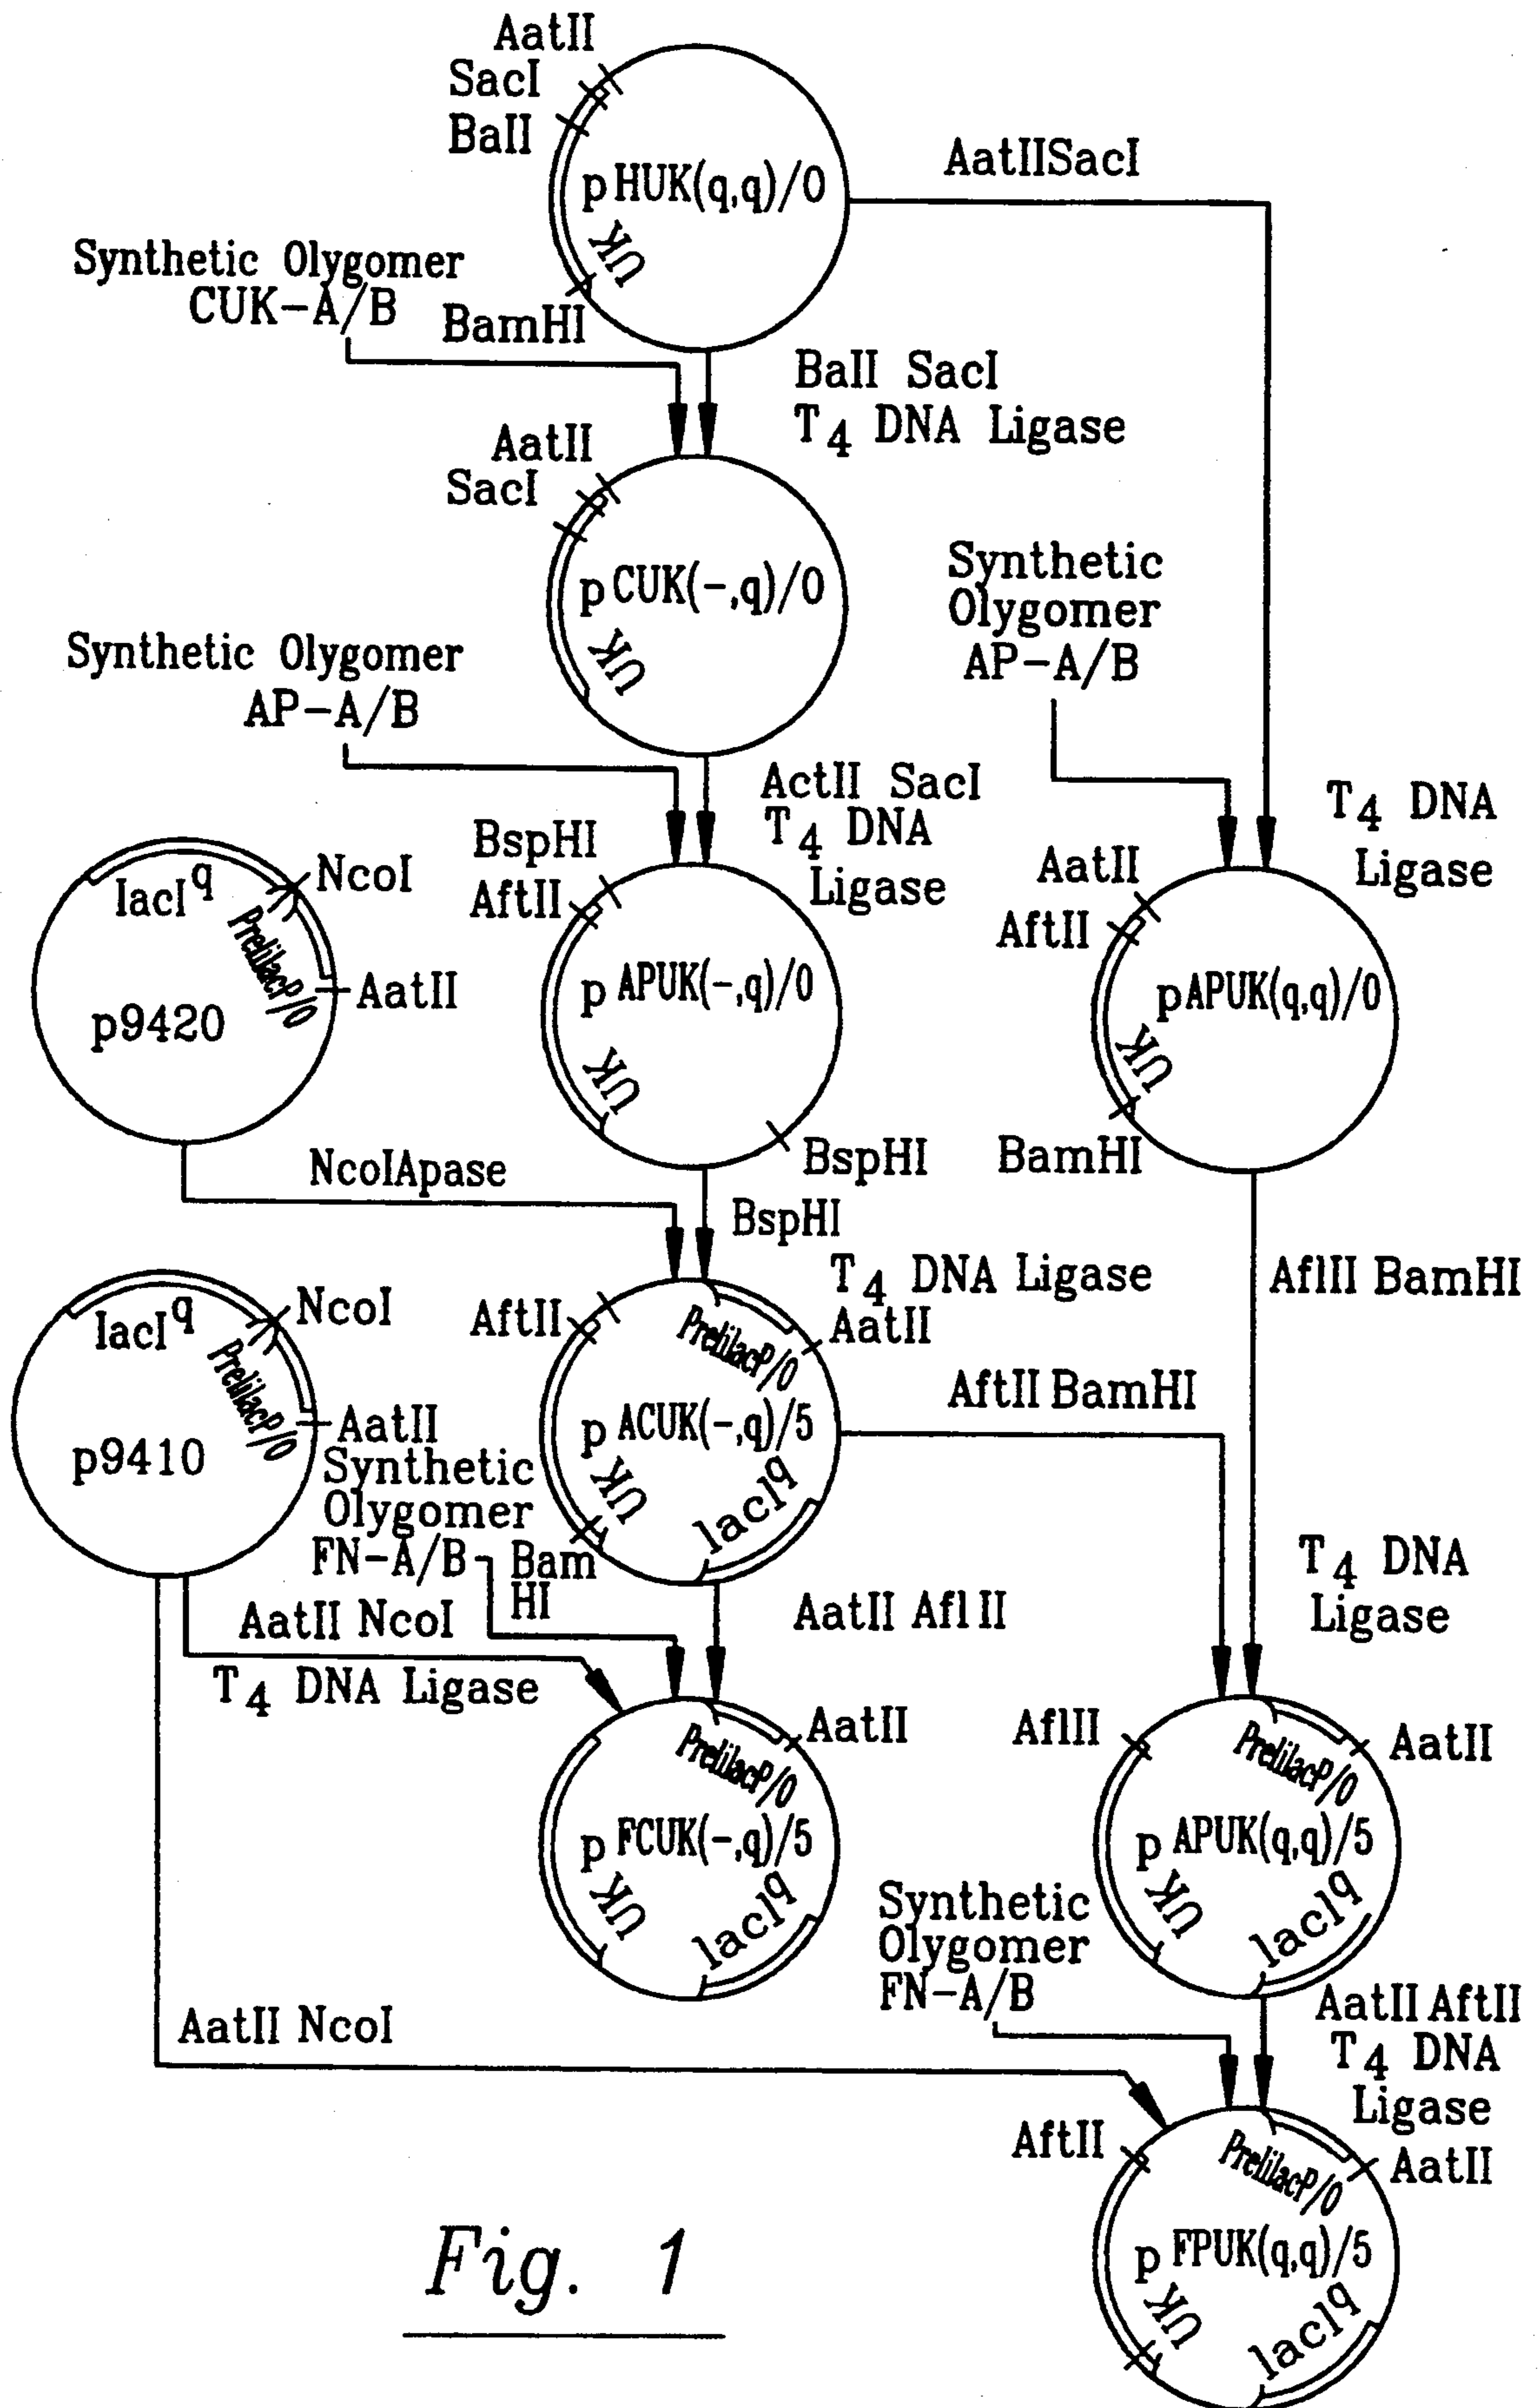 AatII
SacI
BalI
pHUK(q,q)/0
UK
BamHI
AatIISacI
Synthetic Olygomer
CUK-A/B
BalI SacI
T4 DNA Ligase
AatII
SacI
pCUK(-,q)/0
UK
Synthetic Olygomer
AP-A/B
Synthetic
Olygomer
AP-A/B
ActII SacI
T4 DNA
Ligase
T4 DNA
Ligase
lacIq
NcoI
PrelilacP/0
AatII
p9420
BspHI
AftII
pAPUK(-,q)/0
UK
BspHI
AatII
AftII
pAPUK(q,q)/0
UK
BamHI
NcoIApase
BspHI
T4 DNA Ligase
AflII BamHI
lacIq
NcoI
PrelilacP/0
AatII
p9410
AftII
PrelilacP/0
AatII
pACUK(-,q)/5
UK
lacIq
Bam
HI
AftII BamHI
Synthetic
Olygomer
FN-A/B
AatII NcoI
T4 DNA Ligase
AatII Afl II
T4 DNA
Ligase
PrelilacP/0
AatII
pFCUK(-,q)/5
UK
lacIq
AflII
PrelilacP/0
AatII
pAPUK(q,q)/5
UK
lacIq
Synthetic
Olygomer
FN-A/B
AatII AftII
T4 DNA
Ligase
AatII NcoI
AftII
PrelilacP/0
AatII
pFPUK(q,q)/5
UK
lacIq
Fig. 1